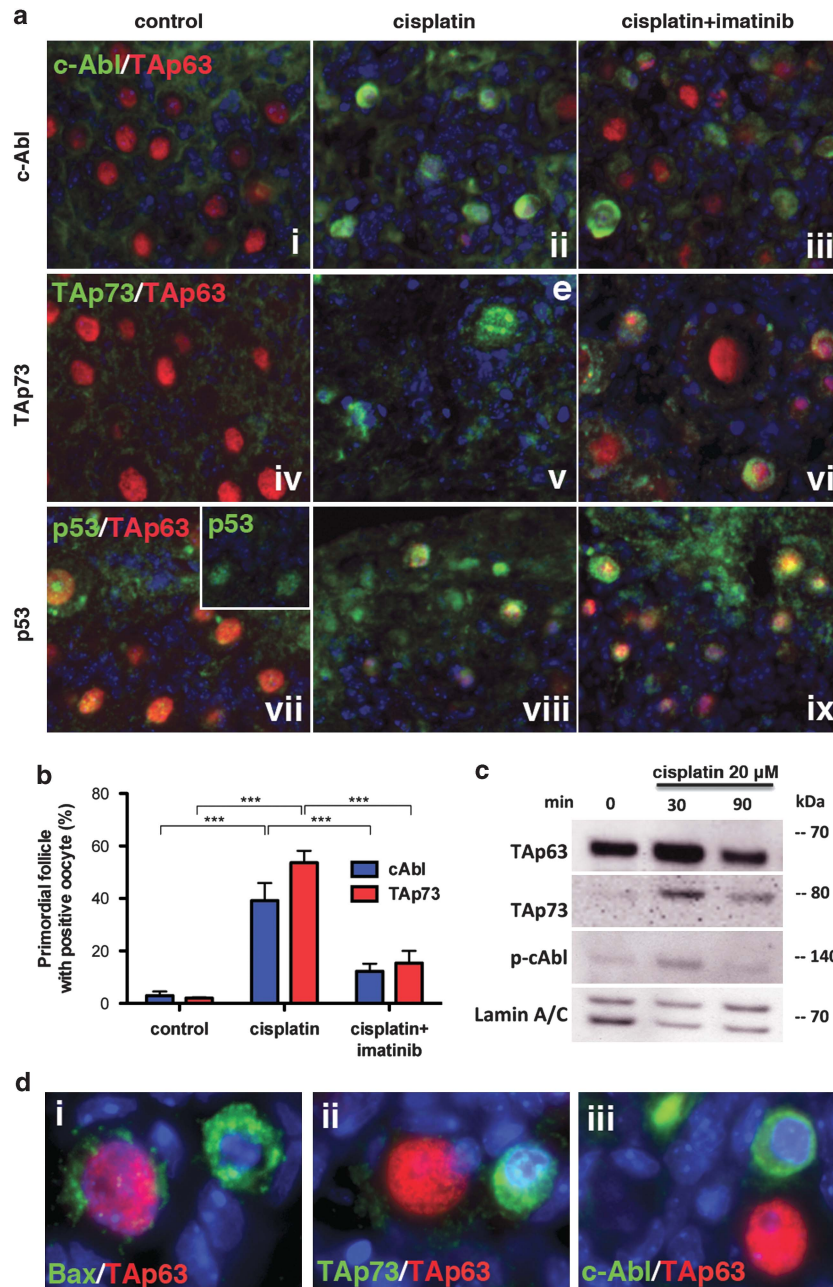 a
control cisplatin cisplatin+imatinib
c-Abl/TAp63
c-Abl
i ii iii
TAp73/TAp63 e
TAp73
iv v vi
p53/TAp63 p53
p53
vii viii ix
b
80
60
40
20
0
Primordial follicle
with positive oocyte (%)
*** ***
*** ***
cAbl
TAp73
control cisplatin cisplatin+
imatinib
c
cisplatin 20 µM
min 0 30 90 kDa
TAp63 -- 70
TAp73 -- 80
p-cAbl -- 140
Lamin A/C -- 70
d
i ii iii
Bax/TAp63 TAp73/TAp63 c-Abl/TAp63